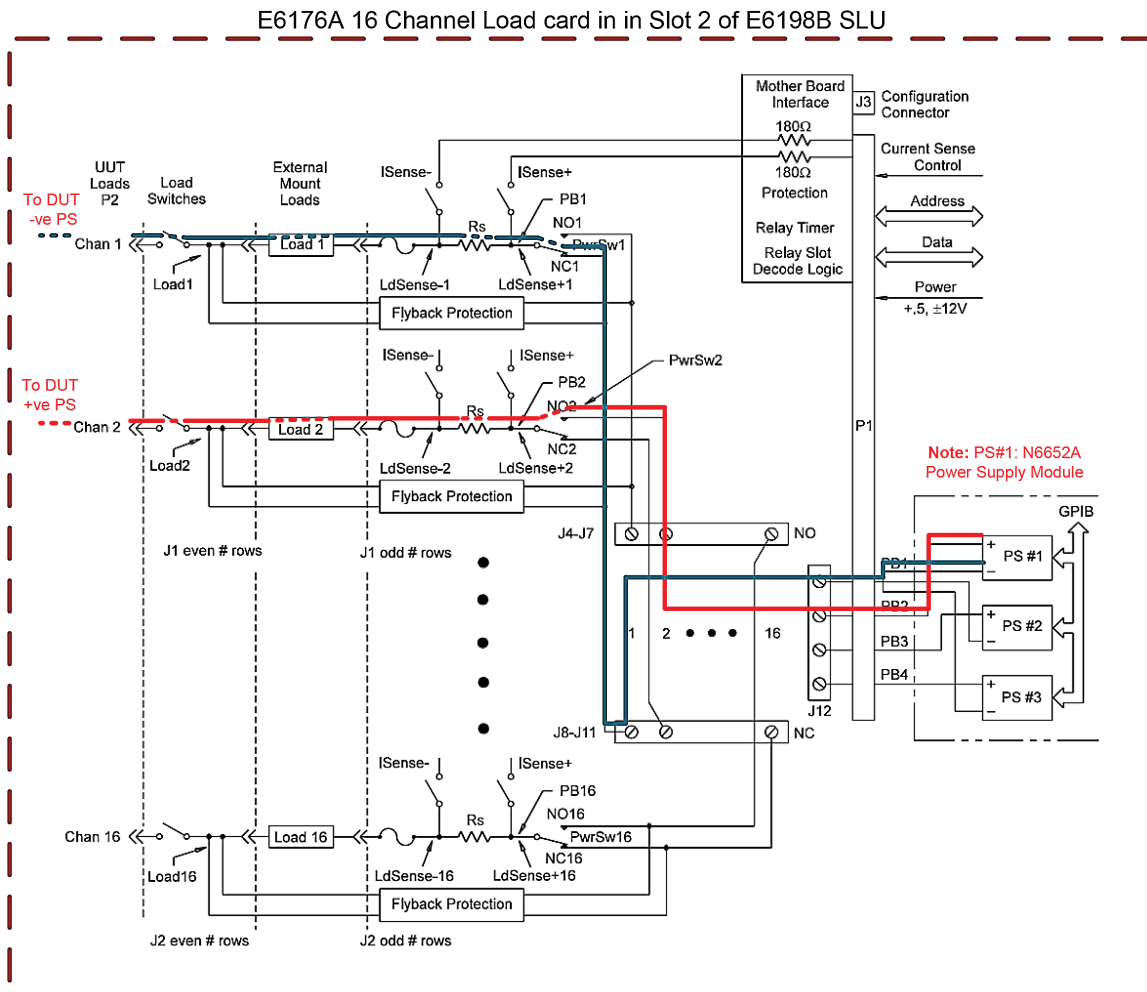 E6176A 16 Channel Load card in in Slot 2 of E6198B SLU
Mother Board
Interface
J3
Configuration
Connector
180Ω
180Ω
Protection
Relay Timer
Relay Slot
Decode Logic
Current Sense
Control
Address
Data
Power
+,5, ±12V
P1
UUT
Loads
P2
Load
Switches
External
Mount
Loads
ISense-
ISense+
PB1
To DUT
-ve PS
Chan 1
Load1
Load 1
Rs
NO1
PwrSw1
NC1
LdSense-1
LdSense+1
Flyback Protection
ISense-
ISense+
PB2
PwrSw2
To DUT
+ve PS
Chan 2
Load2
Load 2
Rs
NO2
NC2
LdSense-2
LdSense+2
Flyback Protection
Note: PS#1: N6652A
Power Supply Module
GPIB
J1 even # rows
J1 odd # rows
J4-J7
NO
PB1
+
PS #1
−
PB2
+
PS #2
−
1
2
16
PB3
PB4
+
PS #3
−
J12
J8-J11
NC
ISense-
ISense+
PB16
Chan 16
Load16
Load 16
Rs
NO16
PwrSw16
NC16
LdSense-16
LdSense+16
Flyback Protection
J2 even # rows
J2 odd # rows